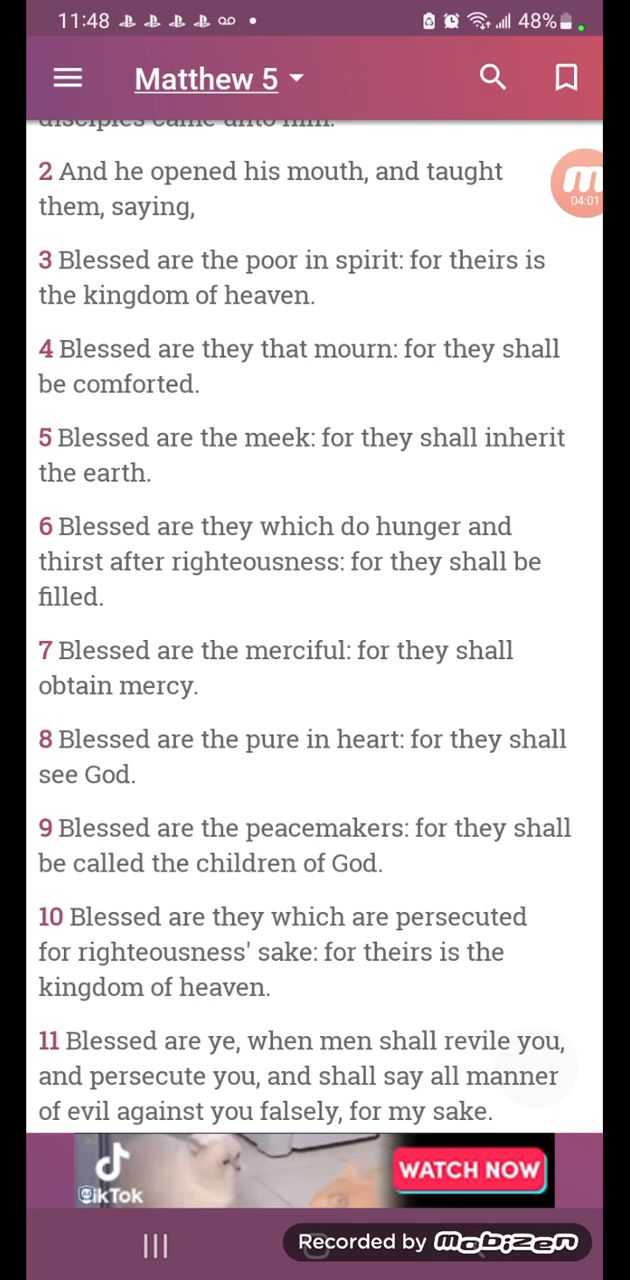 11:48
48%
Matthew 5
disciples came unto him:
2 And he opened his mouth, and taught
them, saying,
04:01
3 Blessed are the poor in spirit: for theirs is
the kingdom of heaven.
4 Blessed are they that mourn: for they shall
be comforted.
5 Blessed are the meek: for they shall inherit
the earth.
6 Blessed are they which do hunger and
thirst after righteousness: for they shall be
filled.
7 Blessed are the merciful: for they shall
obtain mercy.
8 Blessed are the pure in heart: for they shall
see God.
9 Blessed are the peacemakers: for they shall
be called the children of God.
10 Blessed are they which are persecuted
for righteousness' sake: for theirs is the
kingdom of heaven.
11 Blessed are ye, when men shall revile you,
and persecute you, and shall say all manner
of evil against you falsely, for my sake.
WATCH NOW
TikTok
Recorded by mobizen